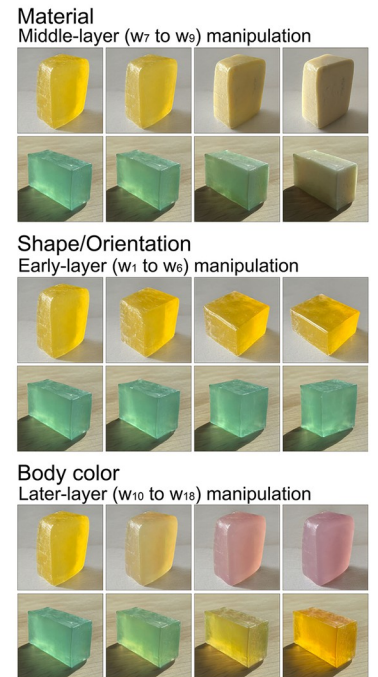 Material
Middle-layer (w₇ to w₉) manipulation
Shape/Orientation
Early-layer (w₁ to w₆) manipulation
Body color
Later-layer (w₁₀ to w₁₈) manipulation